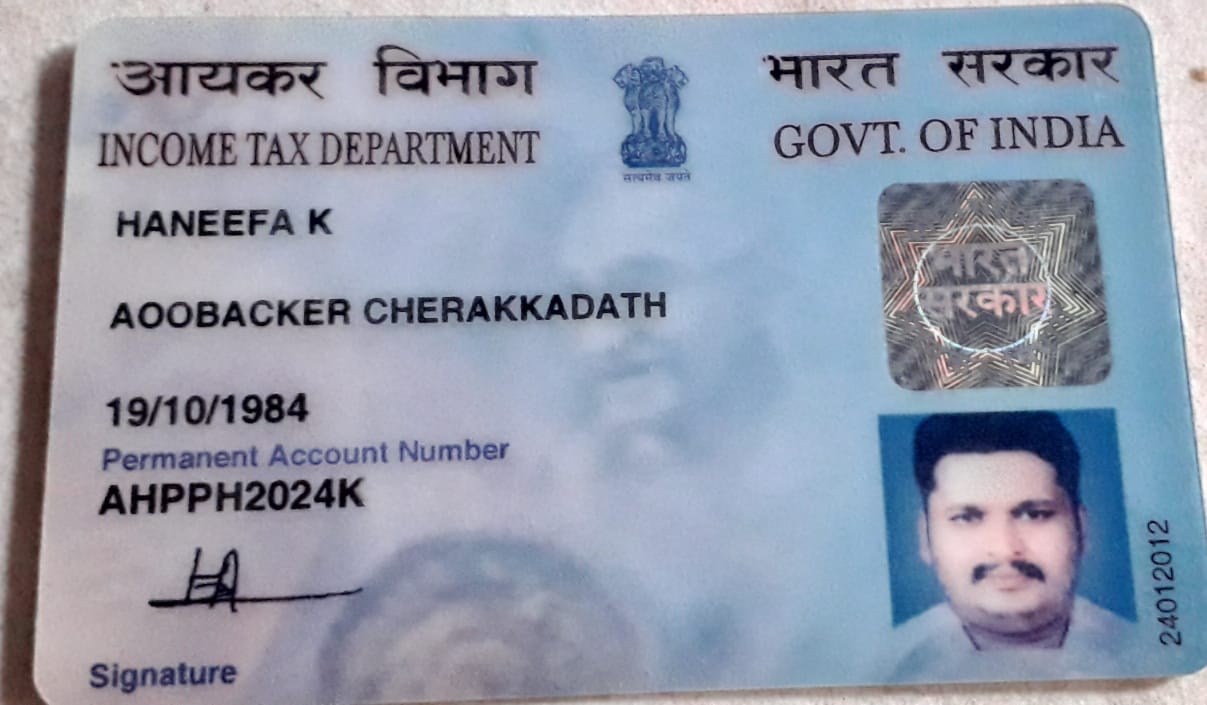 आयकर विभाग
INCOME TAX DEPARTMENT
सत्यमेव जयते
भारत सरकार
GOVT. OF INDIA
HANEEFA K
भारत
सरकार
AOOBACKER CHERAKKADATH
19/10/1984
Permanent Account Number
AHPPH2024K
Signature
24012012